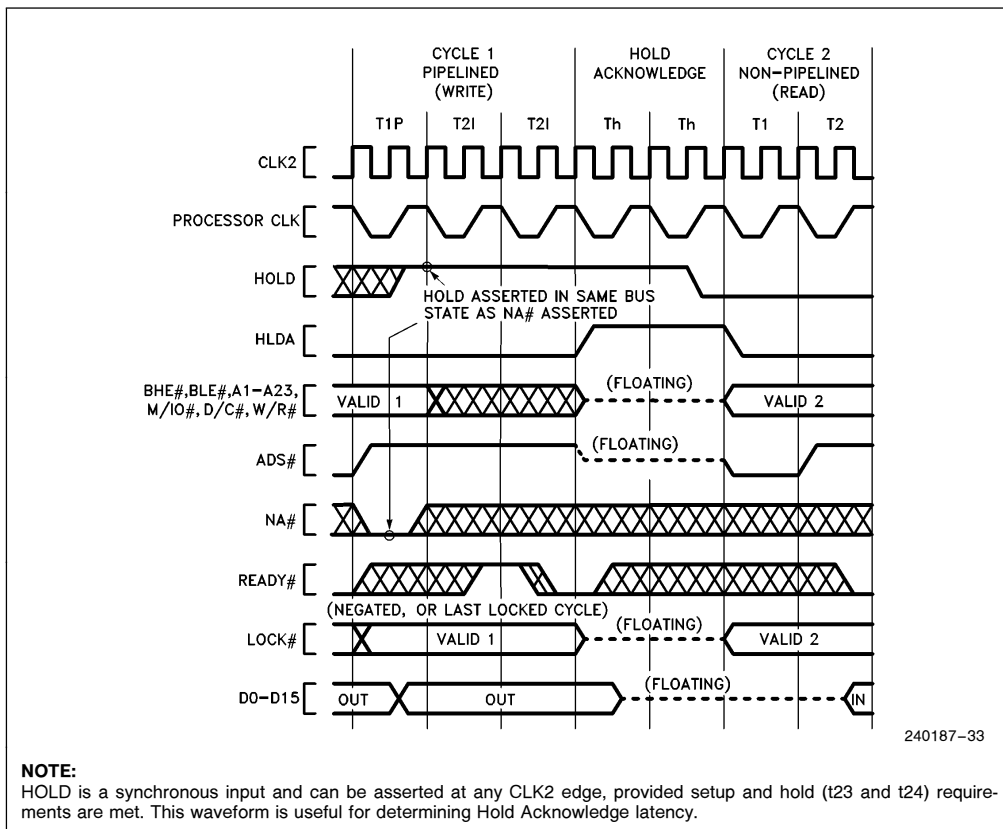 CYCLE 1
PIPELINED
(WRITE)
HOLD
ACKNOWLEDGE
CYCLE 2
NON-PIPELINED
(READ)
T1P
T2I
T2I
Th
Th
T1
T2
CLK2
PROCESSOR CLK
HOLD
HOLD ASSERTED IN SAME BUS
STATE AS NA# ASSERTED
HLDA
BHE#,BLE#,A1-A23,
M/IO#,D/C#,W/R#
VALID 1
(FLOATING)
VALID 2
ADS#
(FLOATING)
NA#
READY#
(NEGATED, OR LAST LOCKED CYCLE)
LOCK#
VALID 1
(FLOATING)
VALID 2
D0-D15
OUT
OUT
(FLOATING)
IN
240187-33
NOTE:
HOLD is a synchronous input and can be asserted at any CLK2 edge, provided setup and hold (t23 and t24) require-
ments are met. This waveform is useful for determining Hold Acknowledge latency.